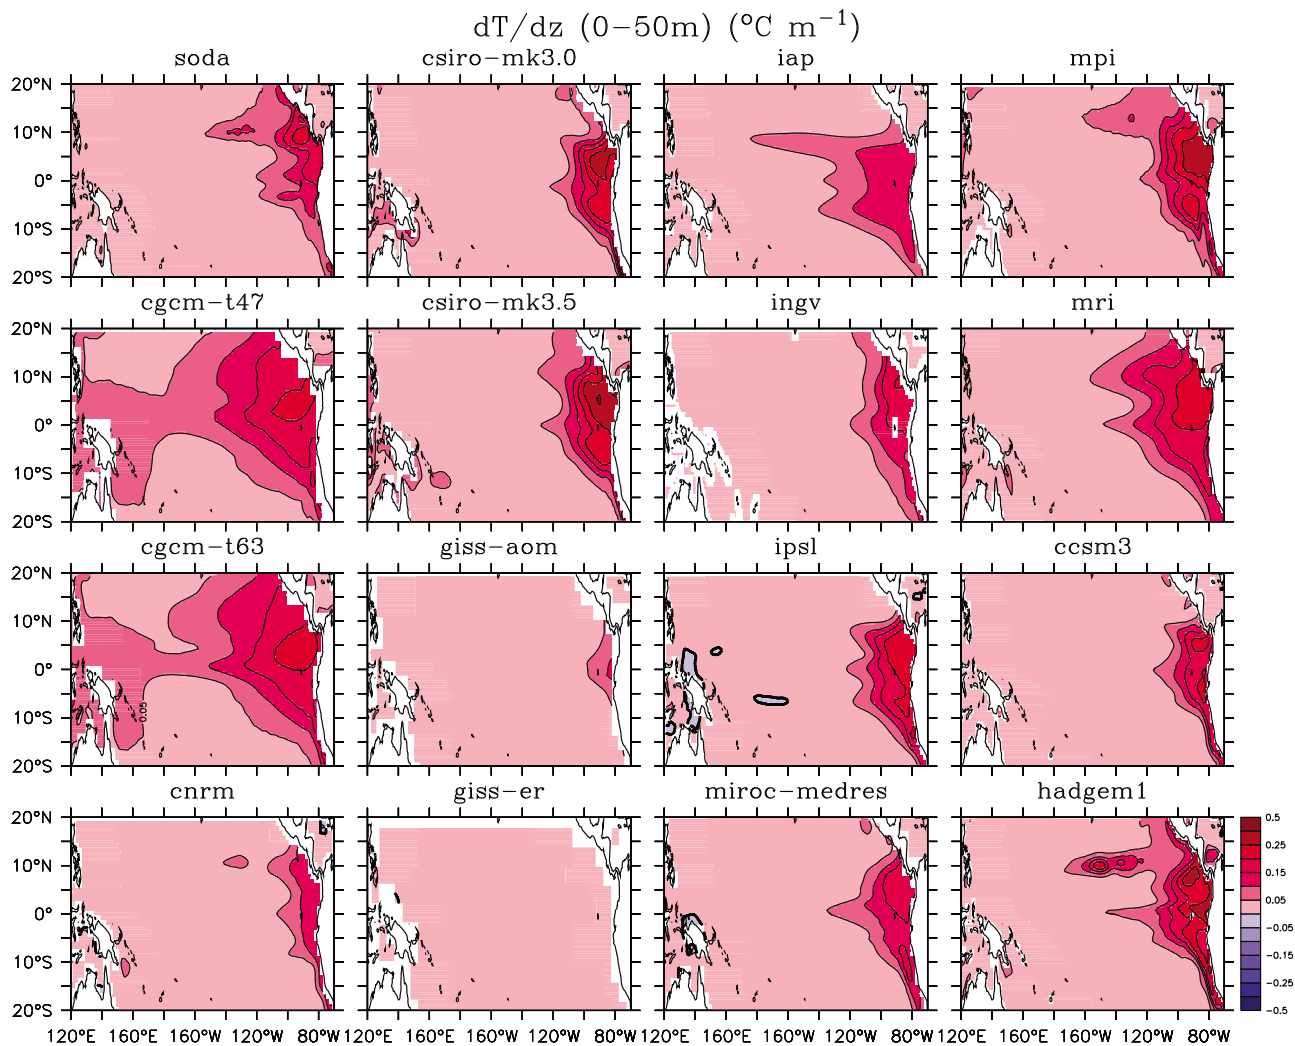 dT/dz (0−50m) (°C m⁻¹)
soda csiro−mk3.0 iap mpi
20°N
10°N
0°
10°S
20°S
cgcm−t47 csiro−mk3.5 ingv mri
20°N
10°N
0°
10°S
20°S
cgcm−t63 giss−aom ipsl ccsm3
20°N
10°N
0°
0.05
10°S
20°S
cnrm giss−er miroc−medres hadgem1
20°N
10°N
0°
10°S
20°S
0.5
0.25
0.15
0.05
−0.05
−0.15
−0.25
−0.5
120°E 160°E 160°W 120°W 80°W 120°E 160°E 160°W 120°W 80°W 120°E 160°E 160°W 120°W 80°W 120°E 160°E 160°W 120°W 80°W